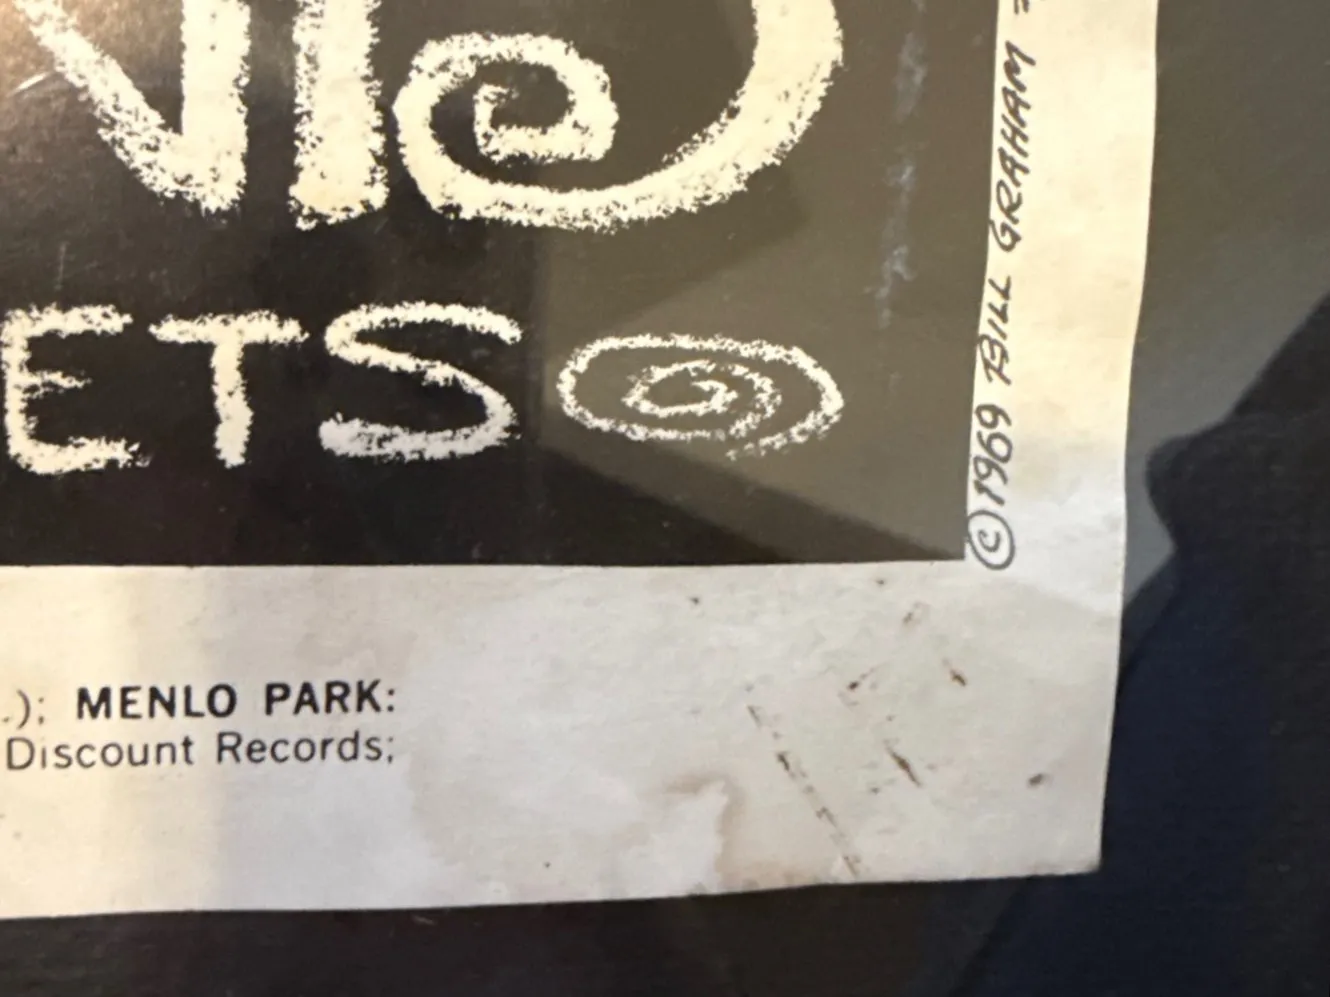 ETS
.); MENLO PARK:
Discount Records;
©1969 BILL GRAHAM